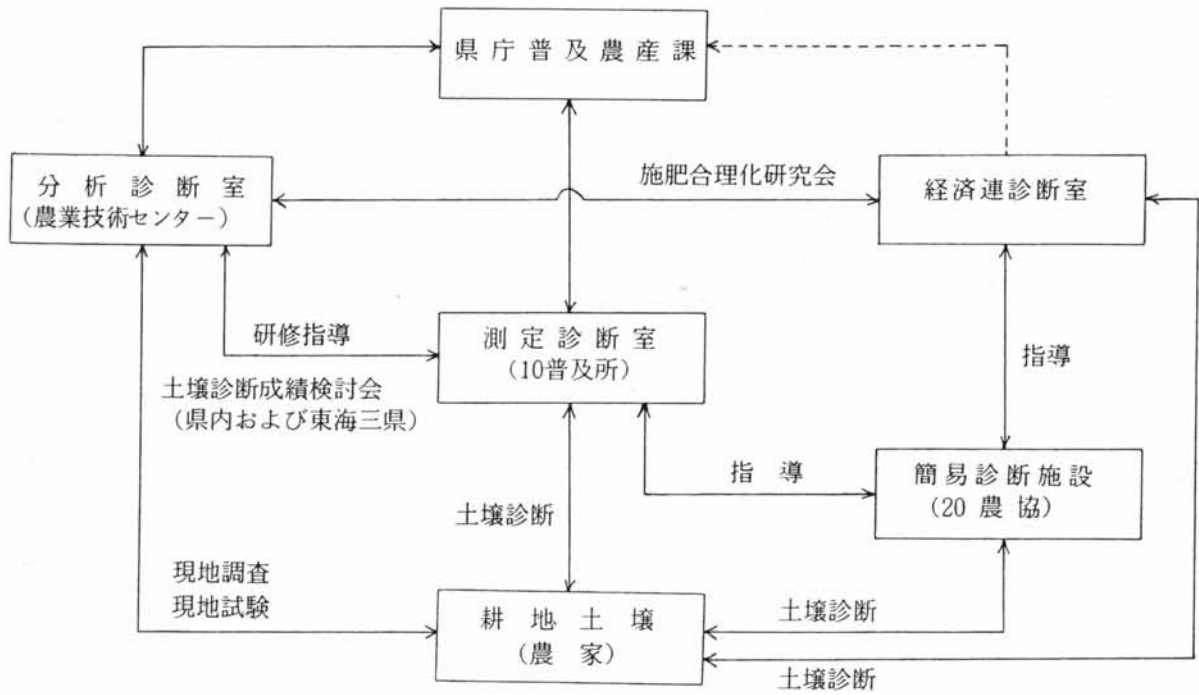 県庁普及農産課
分析診断室
(農業技術センター)
施肥合理化研究会
経済連診断室
研修指導
測定診断室
(10普及所)
指導
土壌診断成績検討会
(県内および東海三県)
指導
簡易診断施設
(20農協)
土壌診断
現地調査
現地試験
耕地土壌
(農家)
土壌診断
土壌診断